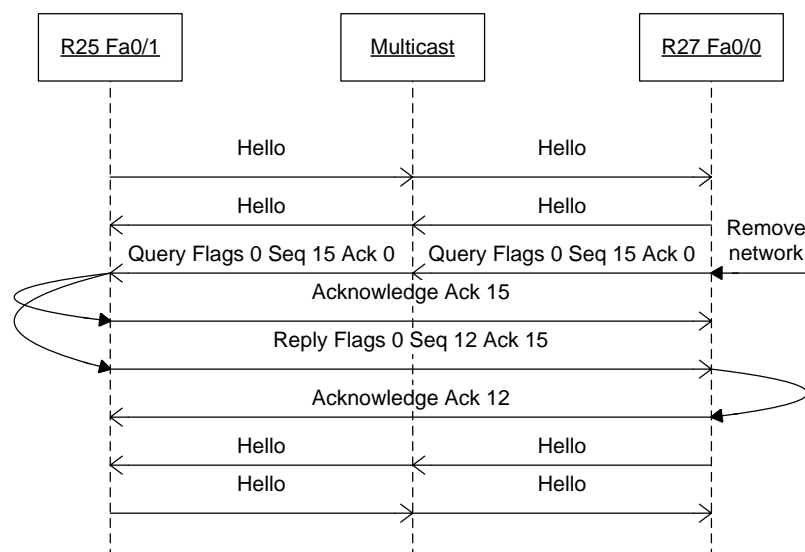 R25 Fa0/1 Multicast R27 Fa0/0
Hello Hello
Hello Hello
Remove
network
Query Flags 0 Seq 15 Ack 0 Query Flags 0 Seq 15 Ack 0
Acknowledge Ack 15
Reply Flags 0 Seq 12 Ack 15
Acknowledge Ack 12
Hello Hello
Hello Hello